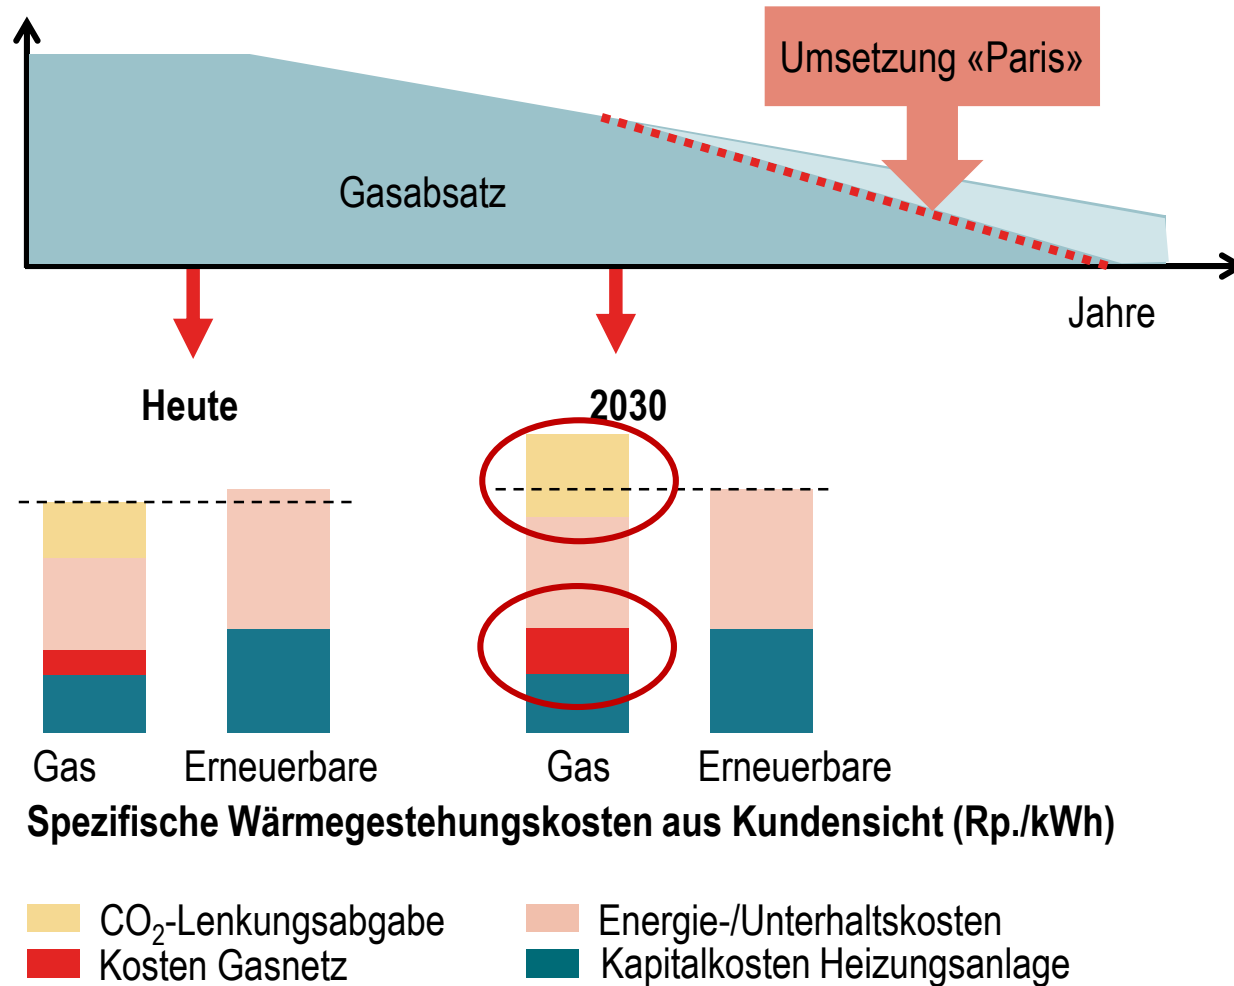 Umsetzung «Paris»
Gasabsatz
Jahre
Heute
2030
Gas
Erneuerbare
Gas
Erneuerbare
Spezifische Wärmegestehungskosten aus Kundensicht (Rp./kWh)
CO₂-Lenkungsabgabe
Energie-/Unterhaltskosten
Kosten Gasnetz
Kapitalkosten Heizungsanlage